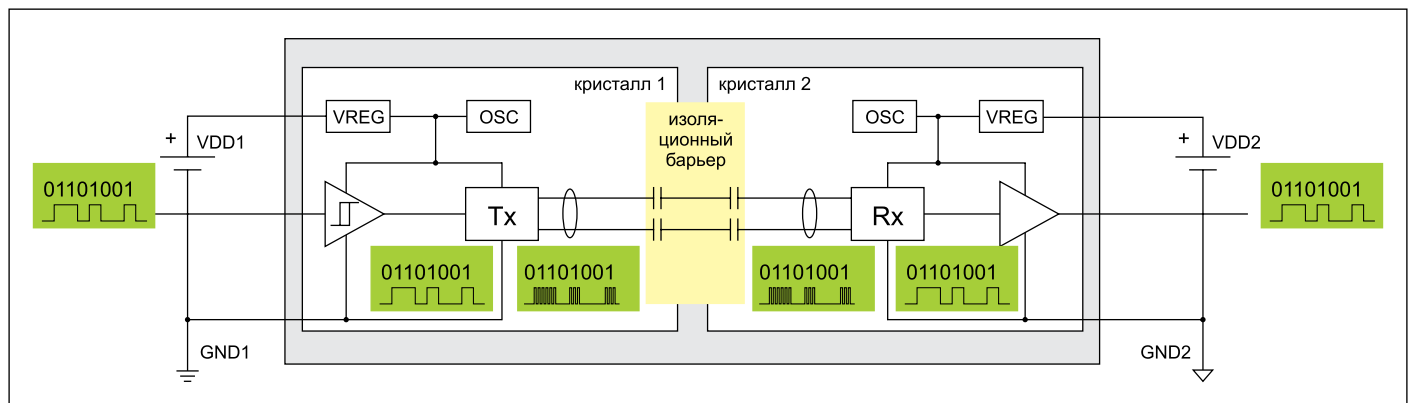 кристалл 1
кристалл 2
VREG
OSC
изоля-
ционный
барьер
OSC
VREG
+
VDD1
+
VDD2
01101001
Tx
Rx
01101001
01101001
01101001
01101001
01101001
GND1
GND2